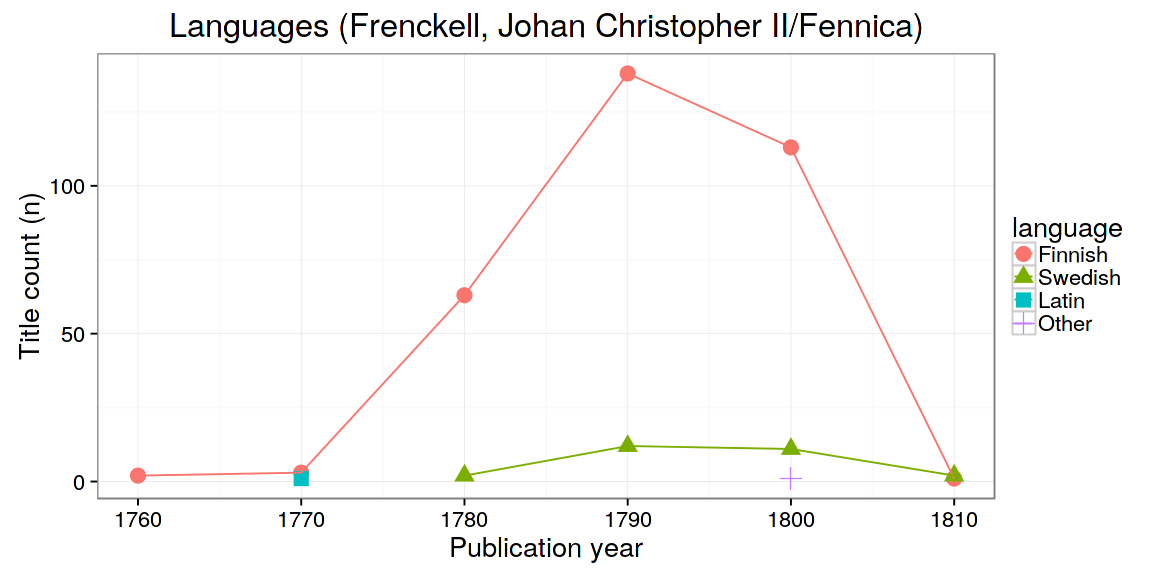 Languages (Frenckell, Johan Christopher II/Fennica)
Title count (n)
100
50
0
1760 1770 1780 1790 1800 1810
Publication year
language
Finnish
Swedish
Latin
Other